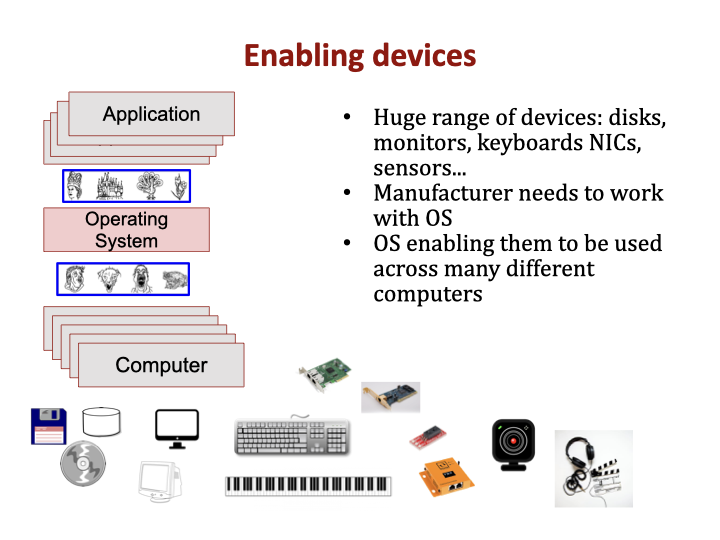 Enabling devices
Application
Operating
System
Computer
• Huge range of devices: disks,
monitors, keyboards NICs,
sensors...
• Manufacturer needs to work
with OS
• OS enabling them to be used
across many different
computers